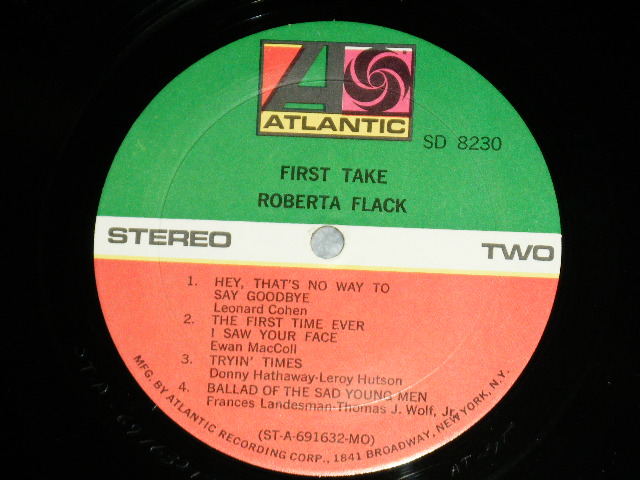 ATLANTIC
SD 8230
FIRST TAKE
ROBERTA FLACK
STEREO
TWO
1. HEY, THAT'S NO WAY TO
SAY GOODBYE
Leonard Cohen
2. THE FIRST TIME EVER
I SAW YOUR FACE
Ewan MacColl
3. TRYIN' TIMES
Donny Hathaway-Leroy Hutson
4. BALLAD OF THE SAD YOUNG MEN
Frances Landesman-Thomas J. Wolf, Jr.
(ST-A-691632-MO)
MFG. BY ATLANTIC RECORDING CORP., 1841 BROADWAY, NEW YORK, N.Y.